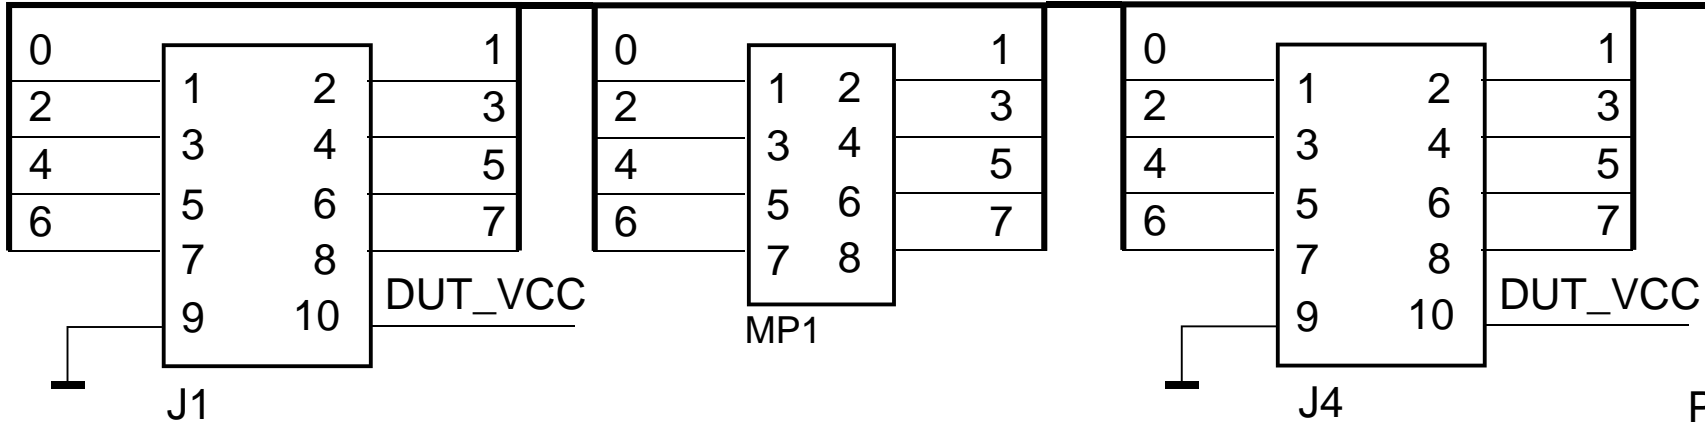 0 1 0 1 0 1
1 2 1 2 1 2
2 3 2 3 2 3
3 4 3 4 3 4
4 5 4 5 4 5
5 6 5 6 5 6
6 7 6 7 6 7
7 8 7 8 7 8
DUT_VCC DUT_VCC
9 10 9 10
MP1
J1 J4